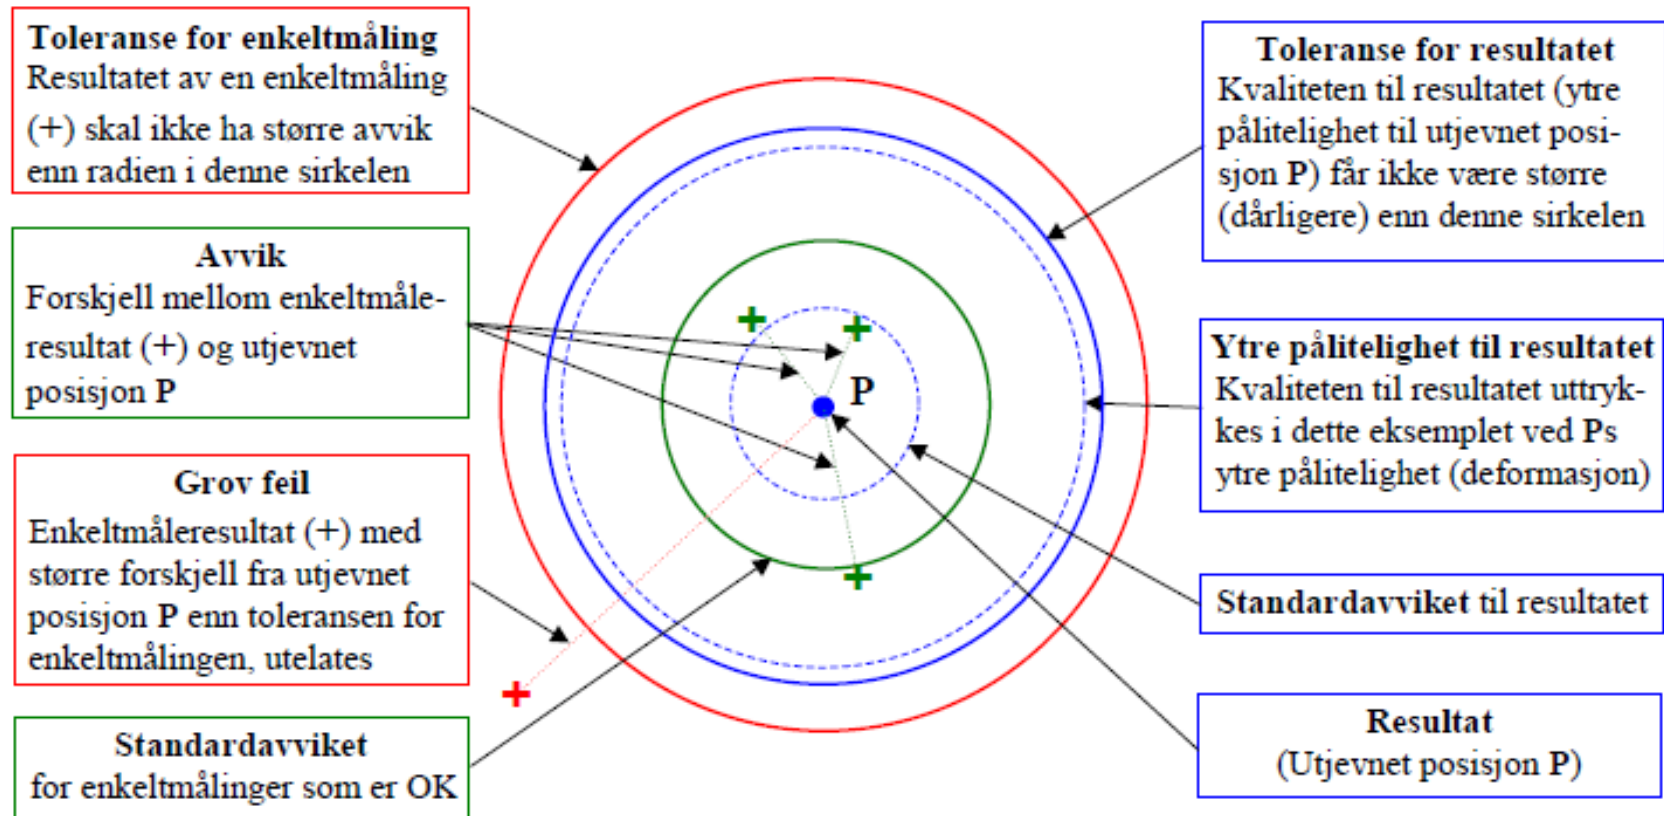 Toleranse for enkeltmåling
Resultatet av en enkeltmåling
(+) skal ikke ha større avvik
enn radien i denne sirkelen
Avvik
Forskjell mellom enkeltmåle-
resultat (+) og utjevnet
posisjon P
Grov feil
Enkeltmåleresultat (+) med
større forskjell fra utjevnet
posisjon P enn toleransen for
enkeltmålingen, utelates
Standardavviket
for enkeltmålinger som er OK
P
Toleranse for resultatet
Kvaliteten til resultatet (ytre
pålitelighet til utjevnet posi-
sjon P) får ikke være større
(dårligere) enn denne sirkelen
Ytre pålitelighet til resultatet
Kvaliteten til resultatet uttryk-
kes i dette eksemplet ved Ps
ytre pålitelighet (deformasjon)
Standardavviket til resultatet
Resultat
(Utjevnet posisjon P)